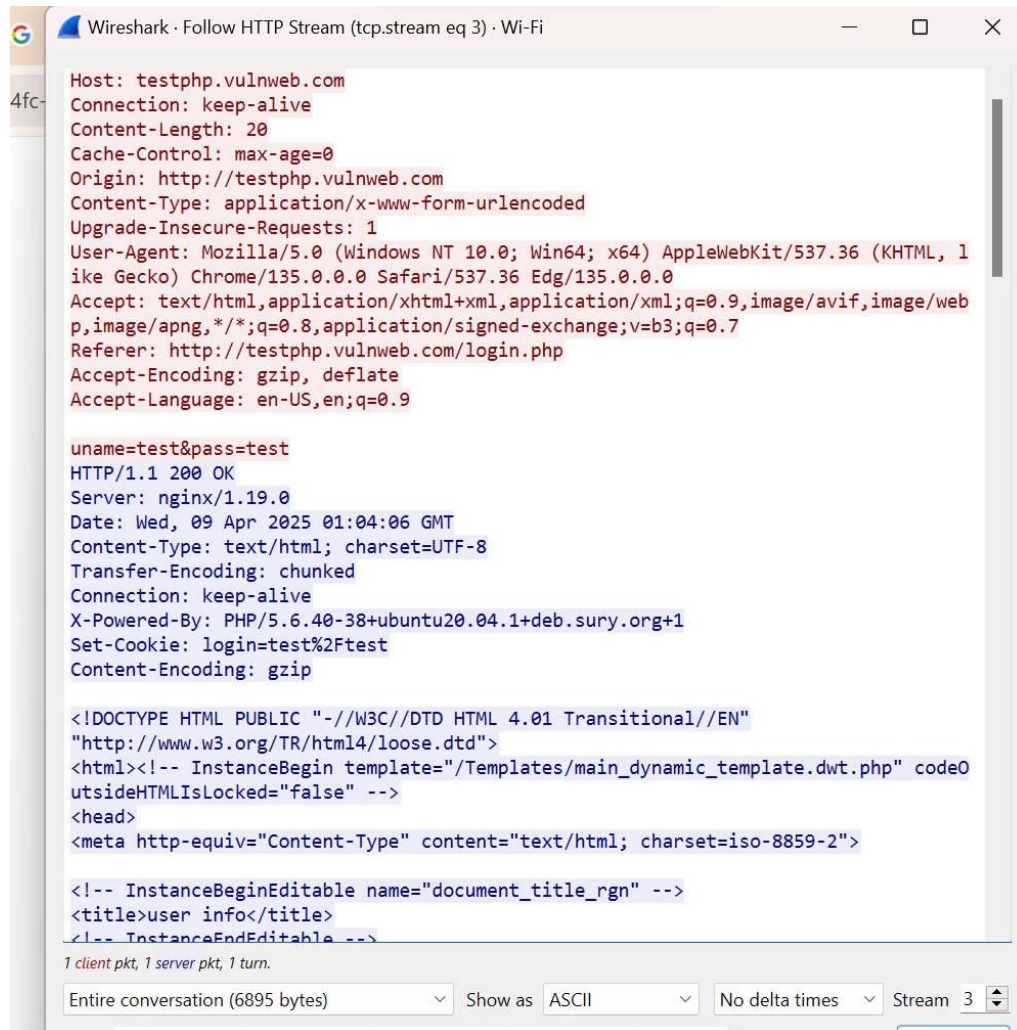 Wireshark · Follow HTTP Stream (tcp.stream eq 3) · Wi-Fi
4fc-
Host: testphp.vulnweb.com
Connection: keep-alive
Content-Length: 20
Cache-Control: max-age=0
Origin: http://testphp.vulnweb.com
Content-Type: application/x-www-form-urlencoded
Upgrade-Insecure-Requests: 1
User-Agent: Mozilla/5.0 (Windows NT 10.0; Win64; x64) AppleWebKit/537.36 (KHTML, l
ike Gecko) Chrome/135.0.0.0 Safari/537.36 Edg/135.0.0.0
Accept: text/html,application/xhtml+xml,application/xml;q=0.9,image/avif,image/web
p,image/apng,*/*;q=0.8,application/signed-exchange;v=b3;q=0.7
Referer: http://testphp.vulnweb.com/login.php
Accept-Encoding: gzip, deflate
Accept-Language: en-US,en;q=0.9
uname=test&pass=test
HTTP/1.1 200 OK
Server: nginx/1.19.0
Date: Wed, 09 Apr 2025 01:04:06 GMT
Content-Type: text/html; charset=UTF-8
Transfer-Encoding: chunked
Connection: keep-alive
X-Powered-By: PHP/5.6.40-38+ubuntu20.04.1+deb.sury.org+1
Set-Cookie: login=test%2Ftest
Content-Encoding: gzip
<!DOCTYPE HTML PUBLIC "-//W3C//DTD HTML 4.01 Transitional//EN"
"http://www.w3.org/TR/html4/loose.dtd">
<html><!-- InstanceBegin template="/Templates/main_dynamic_template.dwt.php" codeO
utsideHTMLIsLocked="false" -->
<head>
<meta http-equiv="Content-Type" content="text/html; charset=iso-8859-2">
<!-- InstanceBeginEditable name="document_title_rgn" -->
<title>user info</title>
<!-- InstanceEndEditable -->
1 client pkt, 1 server pkt, 1 turn.
Entire conversation (6895 bytes) Show as ASCII No delta times Stream 3